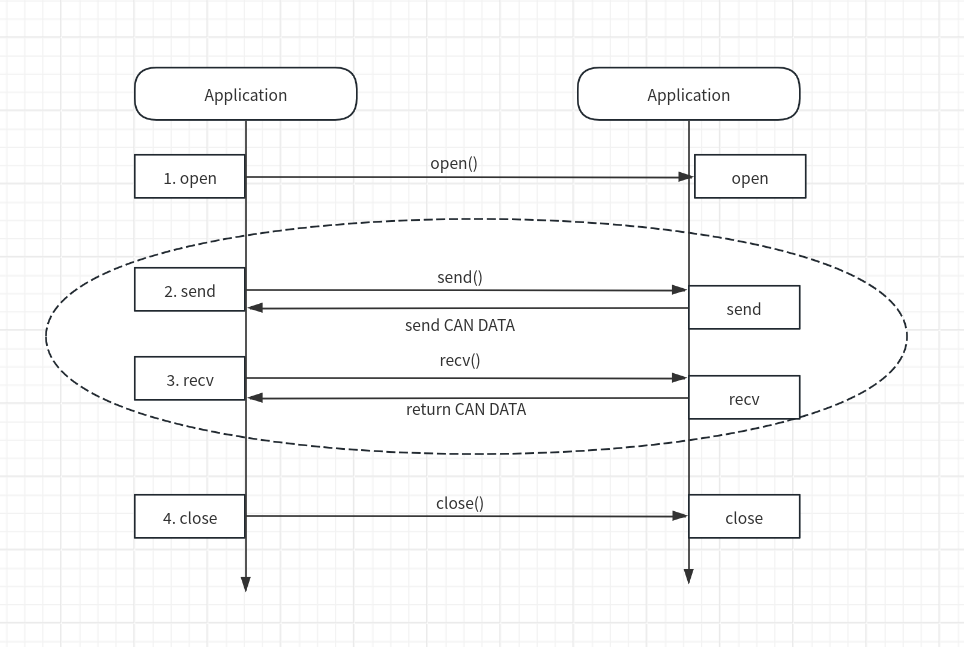 Application
Application
open()
1. open
open
send()
2. send
send
send CAN DATA
recv()
3. recv
recv
return CAN DATA
close()
4. close
close